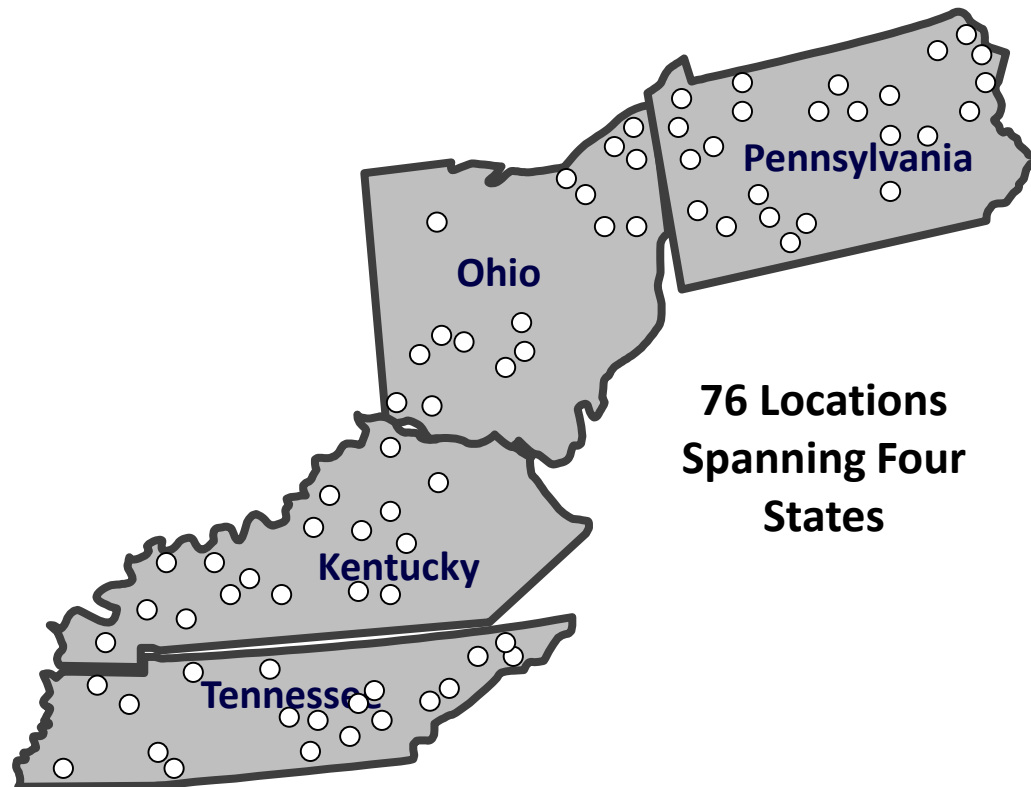 Pennsylvania
Ohio
76 Locations
Spanning Four
States
Kentucky
Tennessee